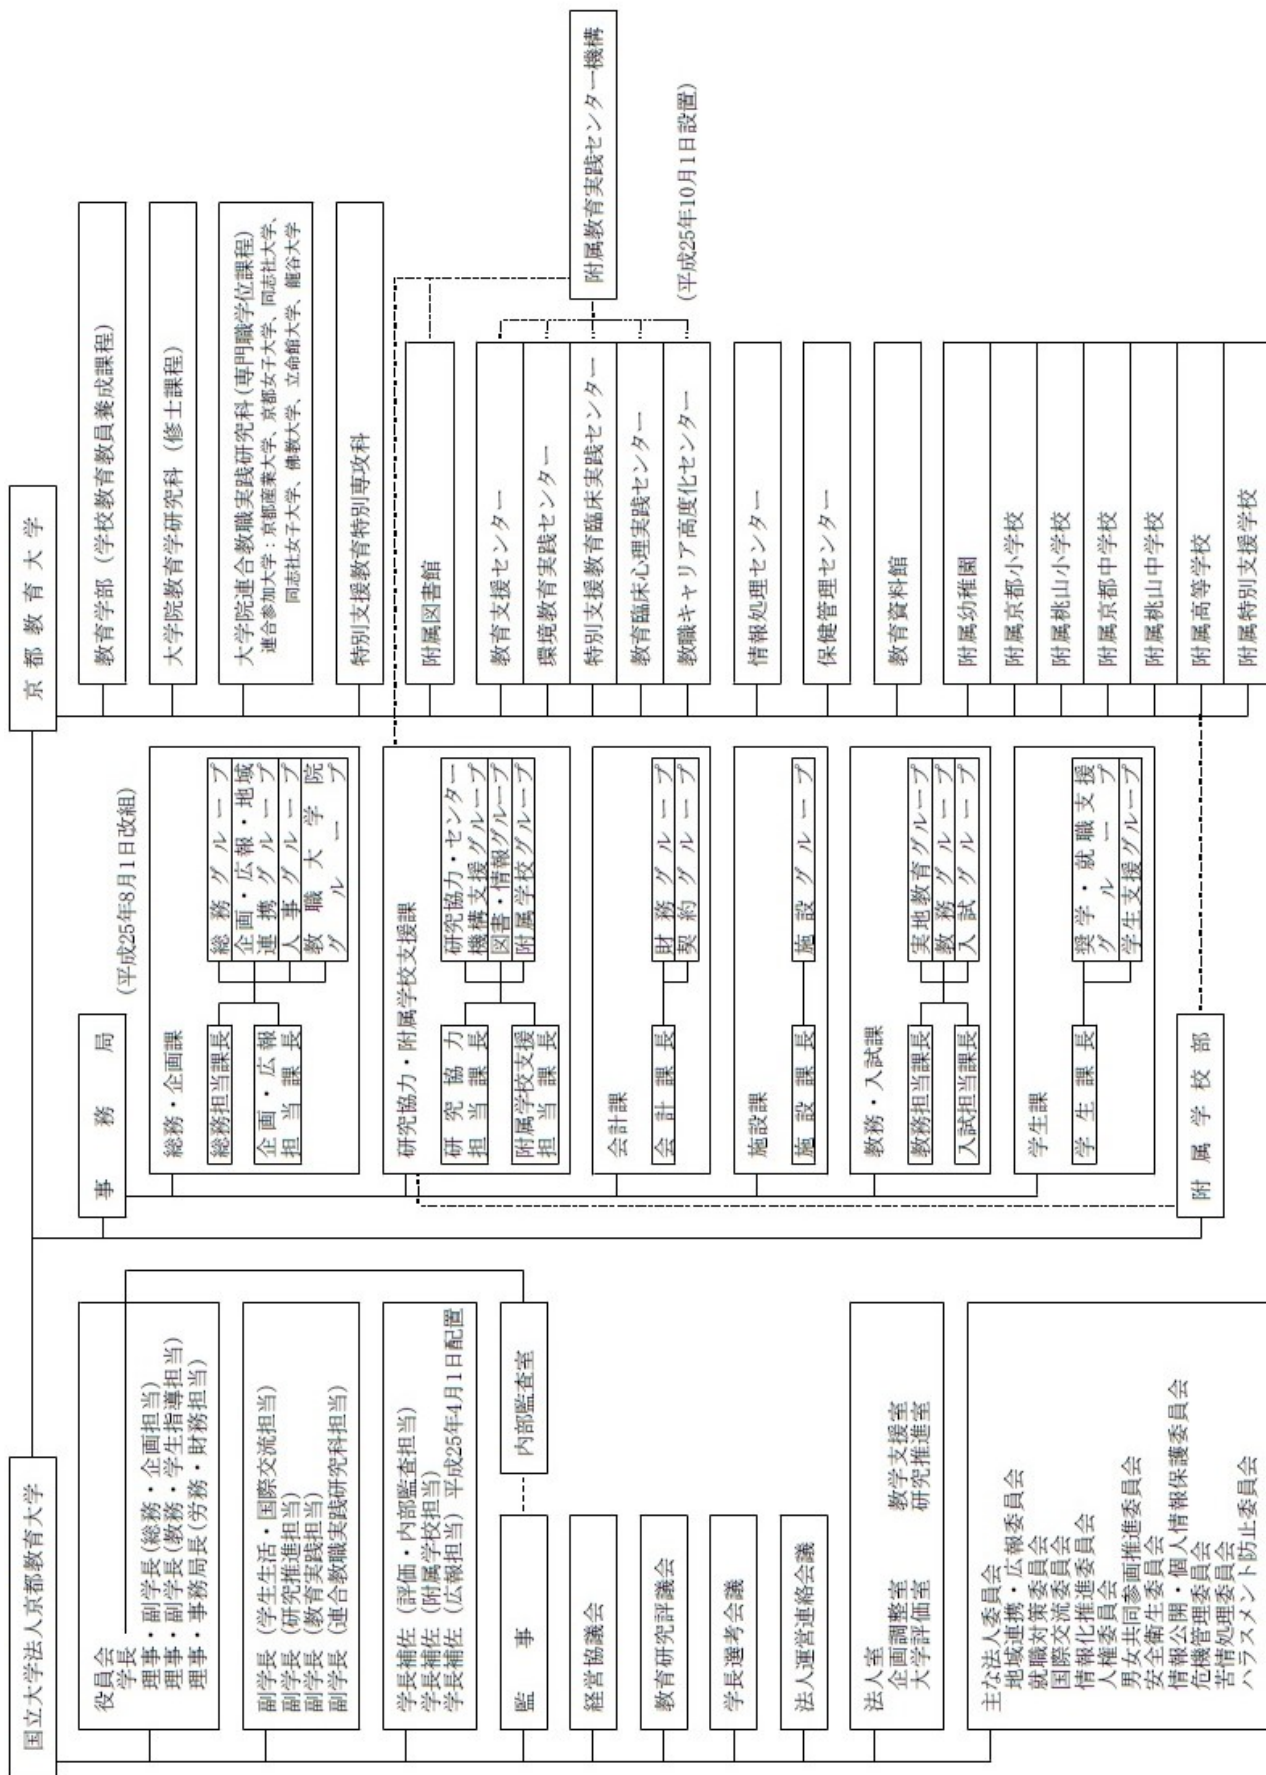 国立大学法人京都教育大学
役員会
学長
理事・副学長(総務・企画担当)
理事・副学長(教務・学生指導担当)
理事・事務局長(労務・財務担当)
副学長(学生生活・国際交流担当)
副学長(研究推進担当)
副学長(教育実践担当)
副学長(連合教職実践研究科担当)
学長補佐(評価・内部監査担当)
学長補佐(附属学校担当)
学長補佐(広報担当)平成25年4月1日配置
監事
内部監査室
経営協議会
教育研究評議会
学長選考会議
法人運営連絡会議
法人室
企画調整室 教学支援室
大学評価室 研究推進室
主な法人委員会
地域連携・広報委員会
就職対策委員会
国際交流委員会
情報化推進委員会
人権委員会
男女共同参画推進委員会
安全衛生委員会
情報公開・個人情報保護委員会
危機管理委員会
苦情処理委員会
ハラスメント防止委員会
事務局
(平成25年8月1日改組)
総務・企画課
総務担当課長
企画・広報
担当課長
総務グループ
企画・広報・地域
連携グループ
人事グループ
教職大学院
グループ
研究協力・附属学校支援課
研究協力
担当課長
附属学校支援
担当課長
研究協力・センター
機構支援グループ
図書・情報グループ
附属学校グループ
会計課
会計課長
財務グループ
契約グループ
施設課
施設課長
施設グループ
教務・入試課
教務担当課長
入試担当課長
実地教育グループ
教務グループ
入試グループ
学生課
学生課長
奨学・就職支援
グループ
学生支援グループ
附属学校部
京都教育大学
教育学部(学校教育教員養成課程)
大学院教育学研究科(修士課程)
大学院連合教職実践研究科(専門職学位課程)
連合参加大学:京都産業大学、京都女子大学、同志社大学、
同志社女子大学、佛教大学、立命館大学、龍谷大学
特別支援教育特別専攻科
附属図書館
教育支援センター
環境教育実践センター
特別支援教育臨床実践センター
教育臨床心理実践センター
教職キャリア高度化センター
附属教育実践センター機構
(平成25年10月1日設置)
情報処理センター
保健管理センター
教育資料館
附属幼稚園
附属京都小学校
附属桃山小学校
附属京都中学校
附属桃山中学校
附属高等学校
附属特別支援学校